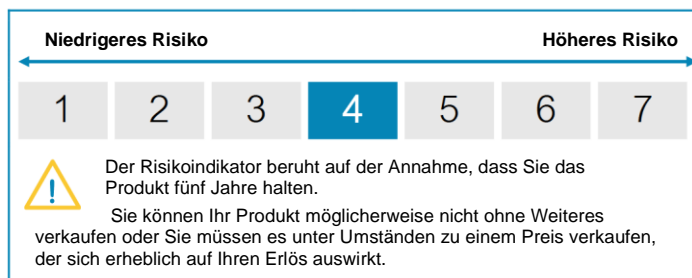 Niedrigeres Risiko Höheres Risiko
1 2 3 4 5 6 7
Der Risikoindikator beruht auf der Annahme, dass Sie das
Produkt fünf Jahre halten.
Sie können Ihr Produkt möglicherweise nicht ohne Weiteres
verkaufen oder Sie müssen es unter Umständen zu einem Preis verkaufen,
der sich erheblich auf Ihren Erlös auswirkt.